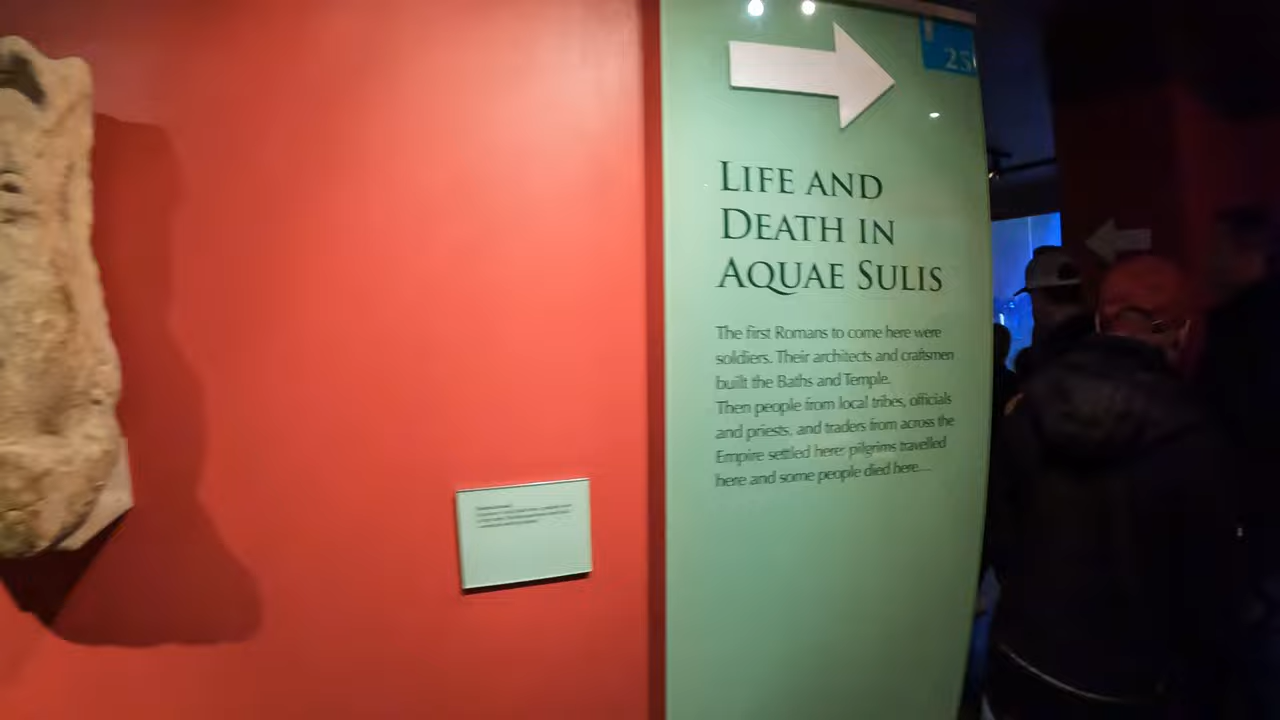 25
LIFE AND
DEATH IN
AQUAE SULIS
The first Romans to come here were
soldiers. Their architects and craftsmen
built the Baths and Temple.
Then people from local tribes, officials
and priests, and traders from across the
Empire settled here; pilgrims travelled
here and some people died here....